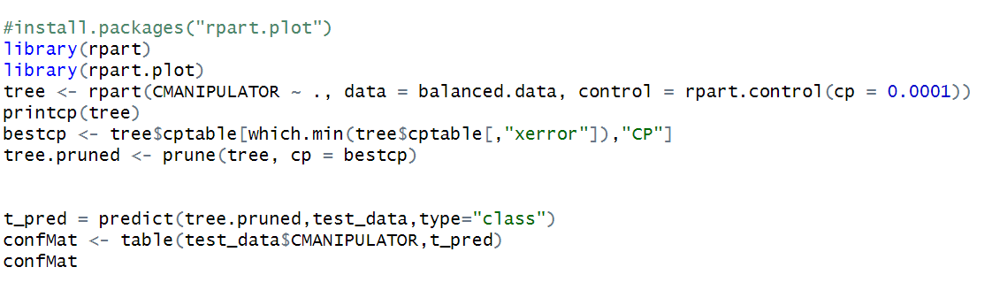 #install.packages("rpart.plot")
library(rpart)
library(rpart.plot)
tree <- rpart(CMANIPULATOR ~ ., data = balanced.data, control = rpart.control(cp = 0.0001))
printcp(tree)
bestcp <- tree$cptable[which.min(tree$cptable[,"xerror"]),"CP"]
tree.pruned <- prune(tree, cp = bestcp)
t_pred = predict(tree.pruned,test_data,type="class")
confMat <- table(test_data$CMANIPULATOR,t_pred)
confMat